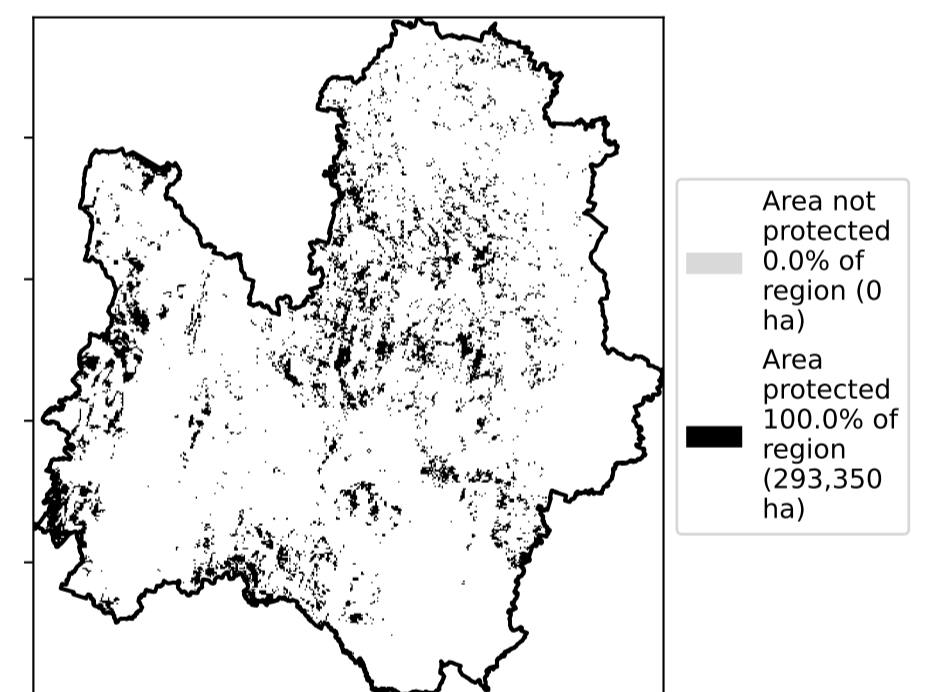 Area not
protected
0.0% of
region (0
ha)
Area
protected
100.0% of
region
(293,350
ha)